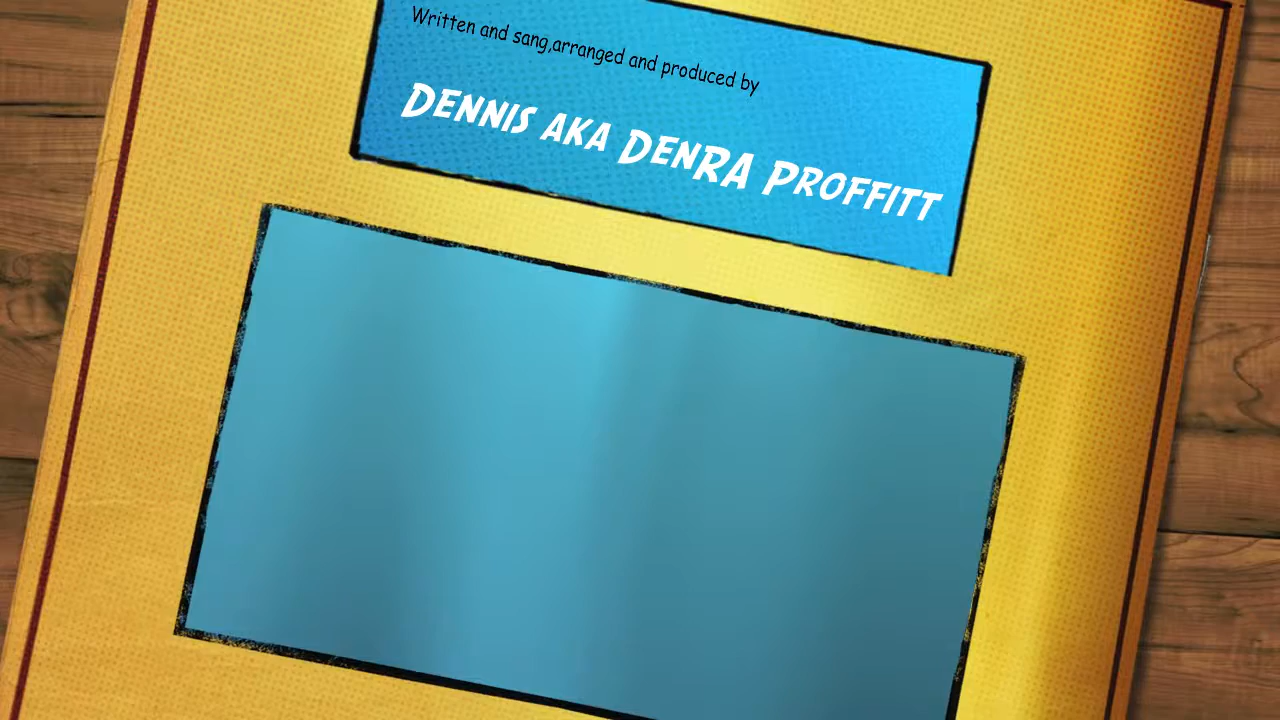 Written and sang,arranged and produced by
Dennis aka DenRa Proffitt